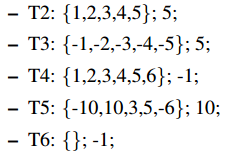 – T2: {1,2,3,4,5}; 5;
– T3: {-1,-2,-3,-4,-5}; 5;
– T4: {1,2,3,4,5,6}; -1;
– T5: {-10,10,3,5,-6}; 10;
– T6: {}; -1;